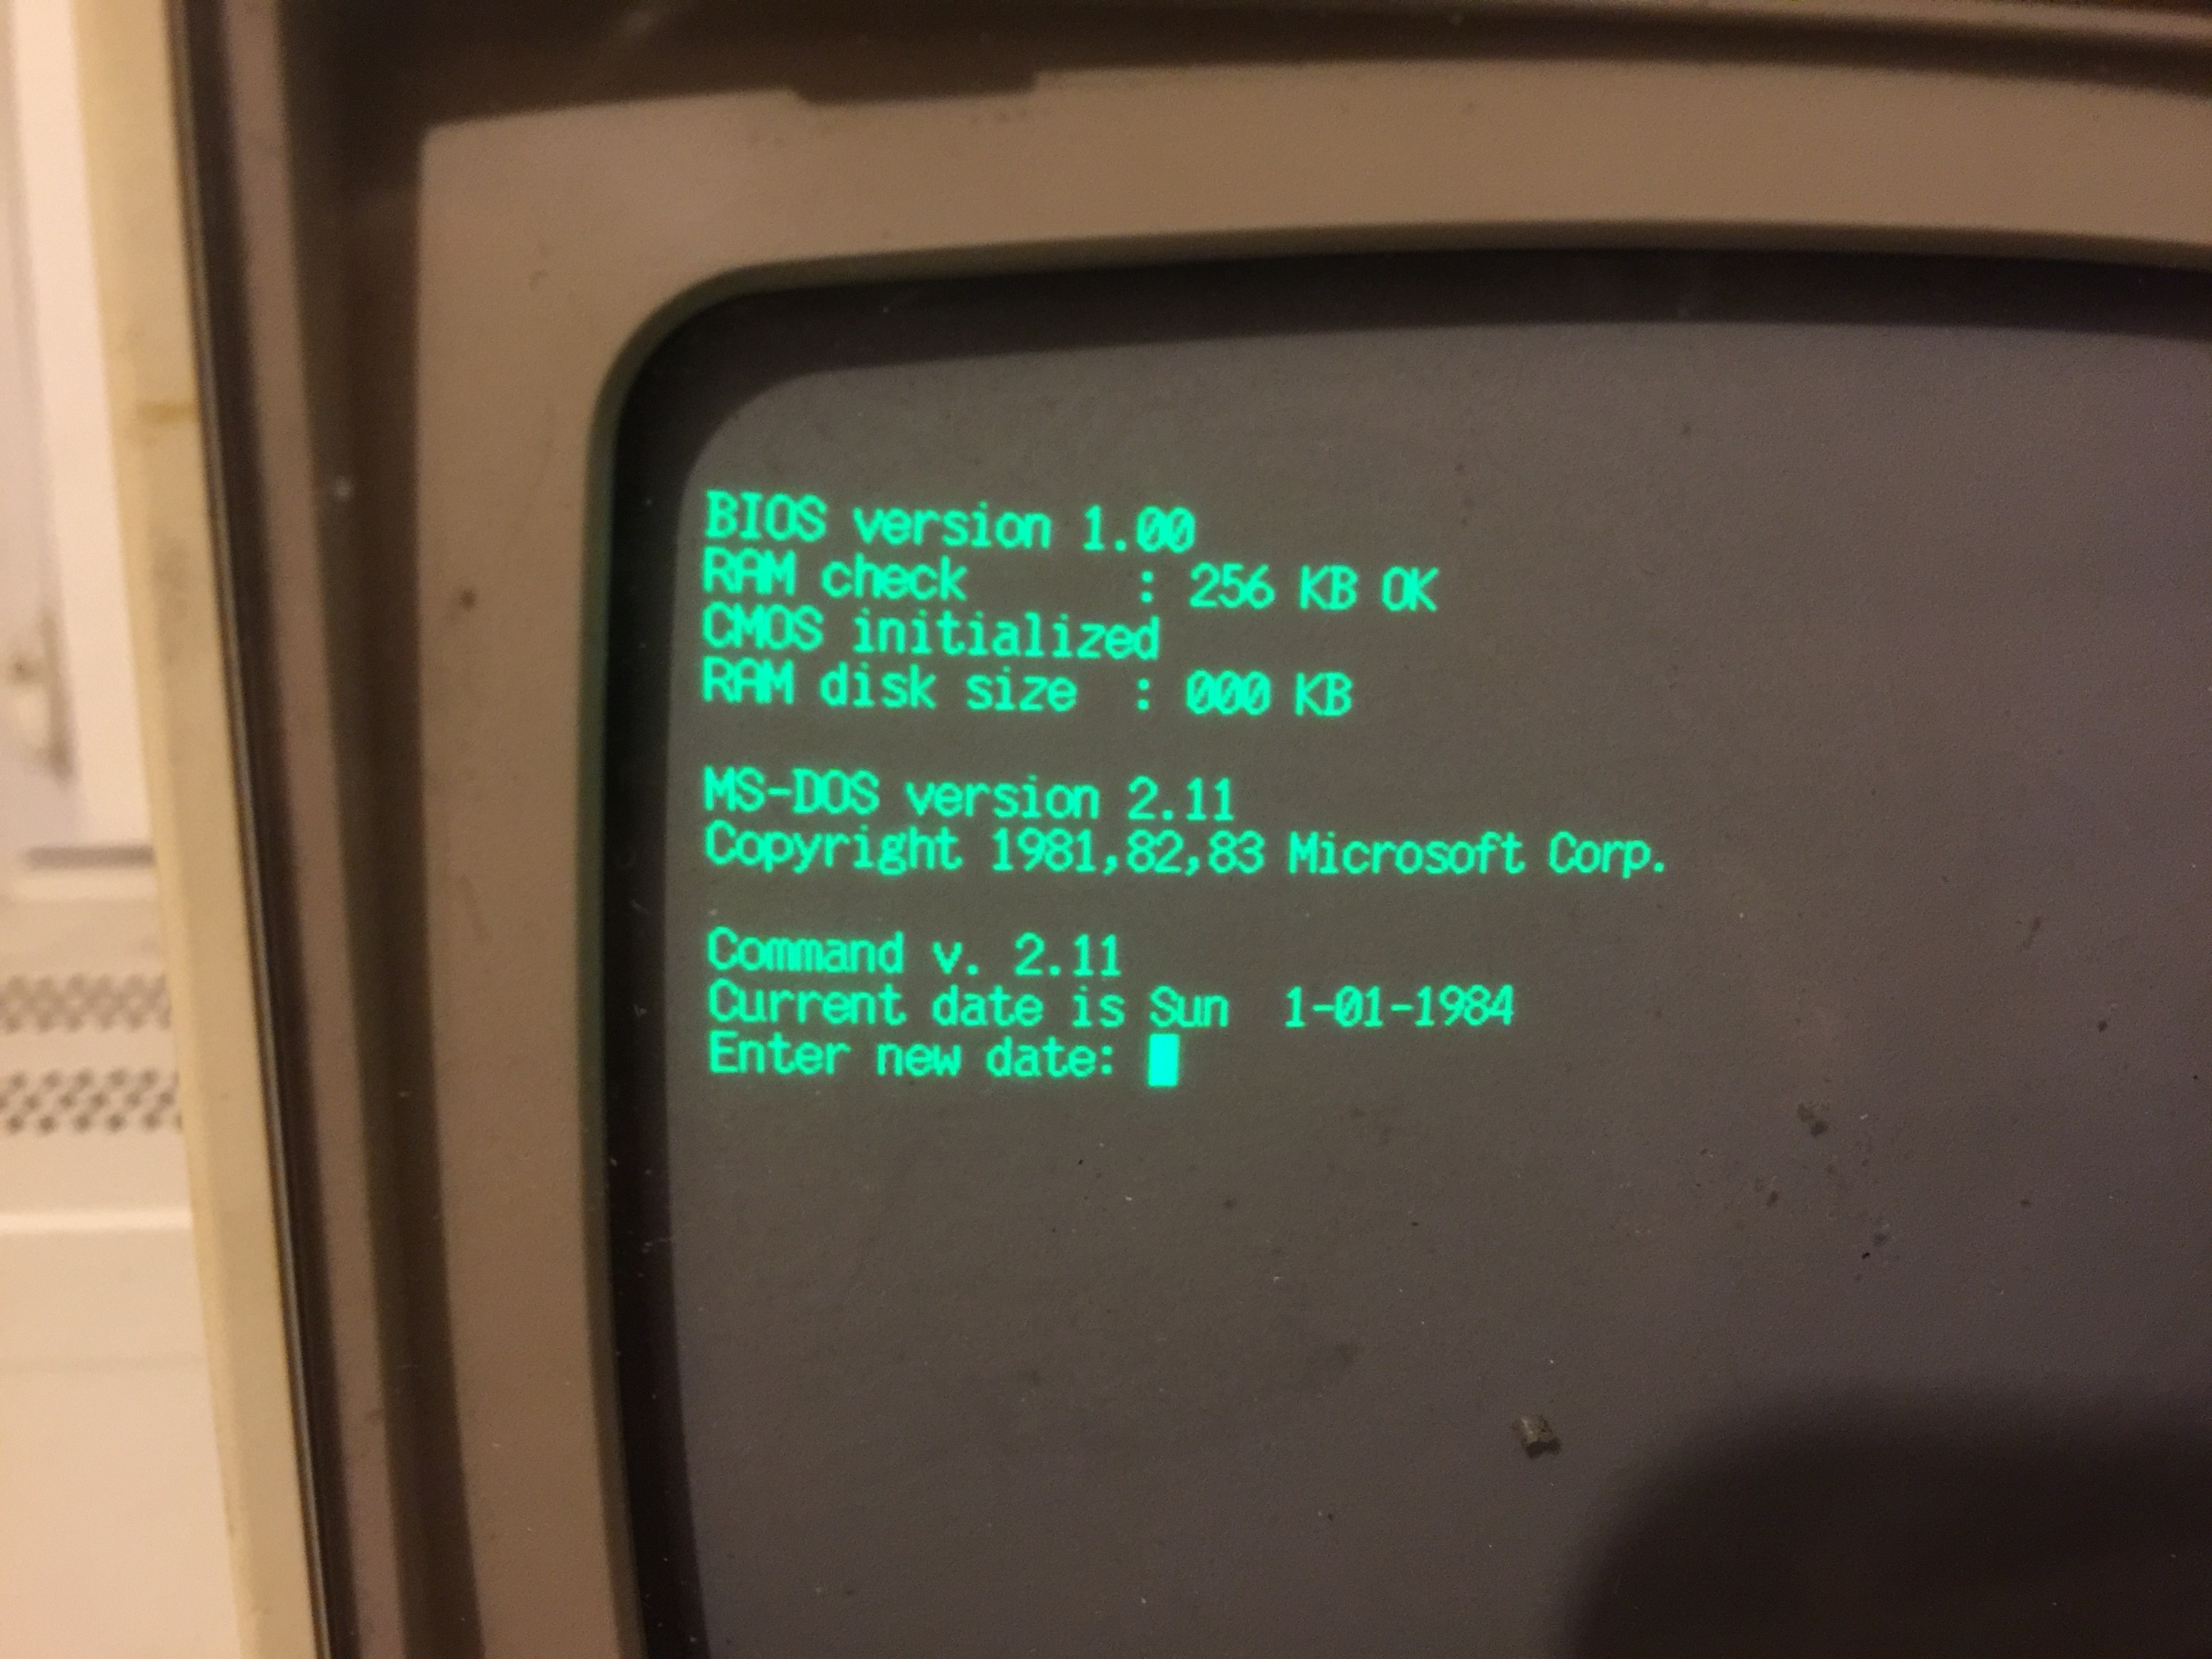 BIOS version 1.00
RAM check      : 256 KB OK
CMOS initialized
RAM disk size  : 000 KB
MS-DOS version 2.11
Copyright 1981,82,83 Microsoft Corp.
Command v. 2.11
Current date is Sun  1-01-1984
Enter new date: